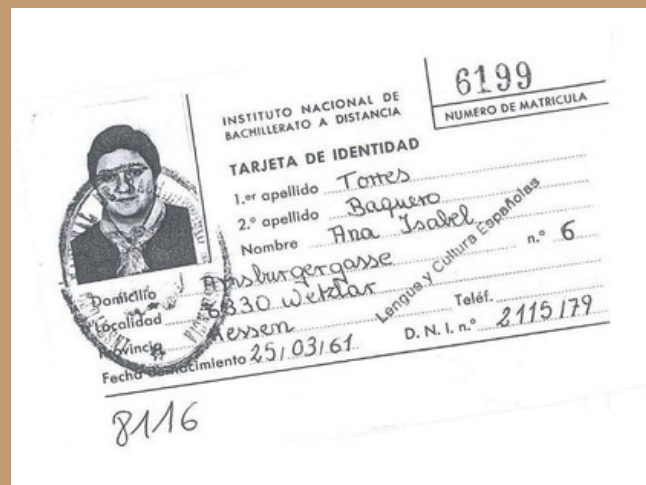 6199
NUMERO DE MATRICULA
INSTITUTO NACIONAL DE
BACHILLERATO A DISTANCIA
TARJETA DE IDENTIDAD
1.er apellido Torres
2.º apellido Baquero
Nombre Ana Isabel
Domicilio Arnsburgergasse n.º 6
Localidad 6330 Wetzlar
Provincia Hessen Teléf.
Fecha de nacimiento 25/03/61 D. N. I. n.º 2115179
Lengua y Cultura Españolas
8116